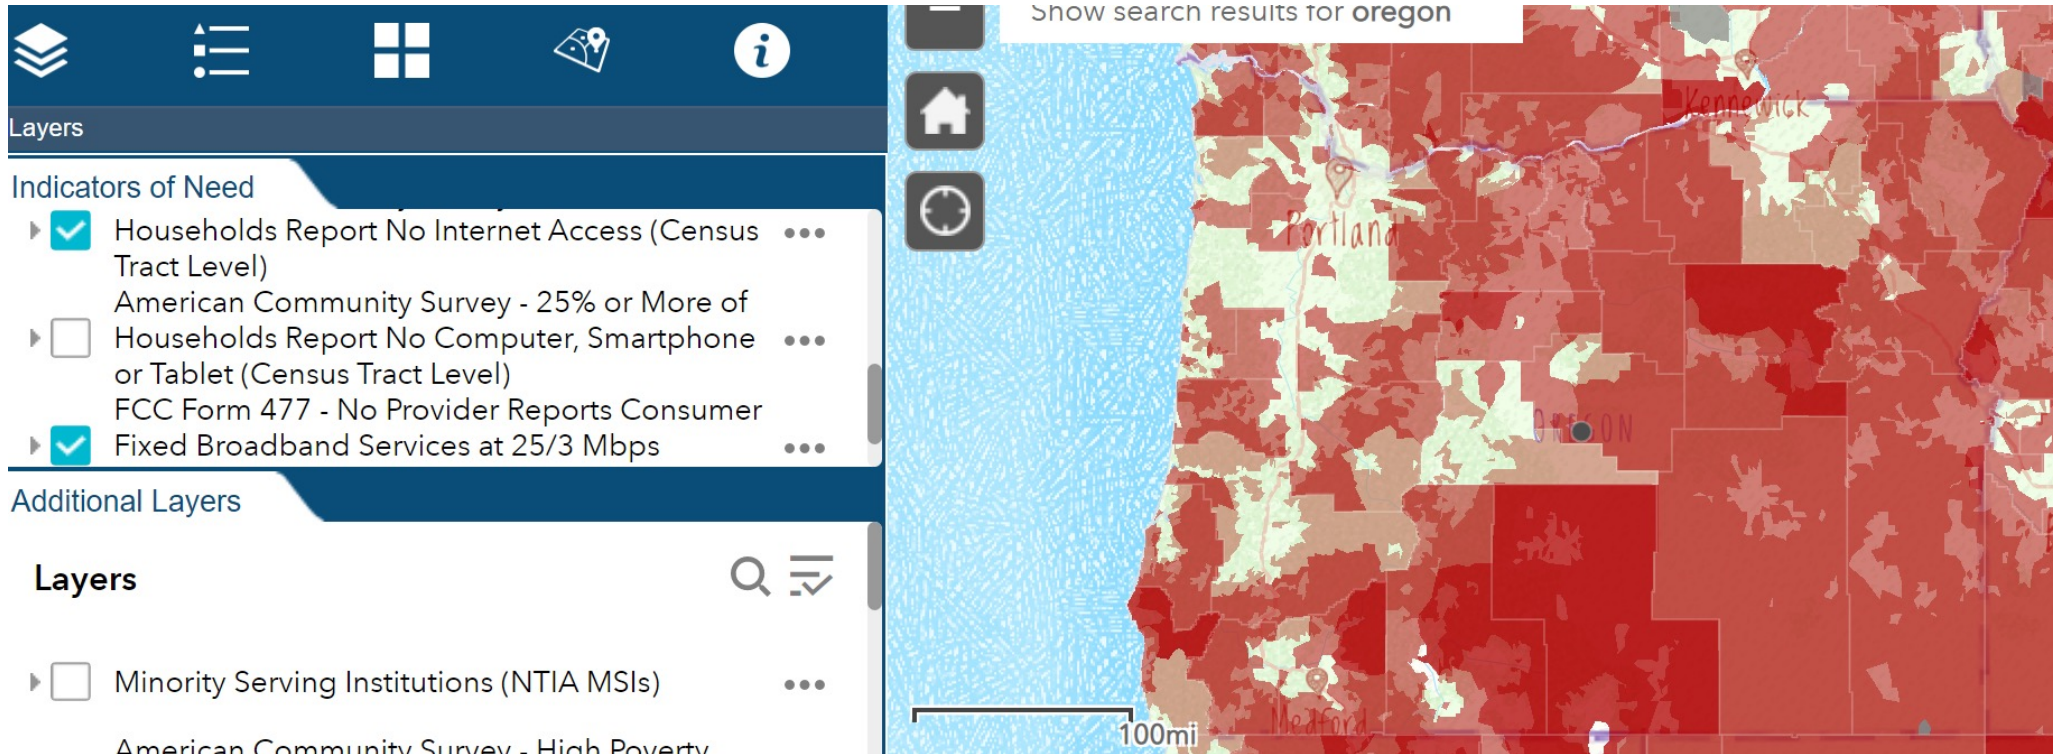 Layers
Indicators of Need
Households Report No Internet Access (Census
Tract Level)
American Community Survey - 25% or More of
Households Report No Computer, Smartphone
or Tablet (Census Tract Level)
FCC Form 477 - No Provider Reports Consumer
Fixed Broadband Services at 25/3 Mbps
Additional Layers
Layers
Minority Serving Institutions (NTIA MSIs)
American Community Survey - High Poverty
Show search results for oregon
Kennewick
Portland
OREGON
Medford
100mi